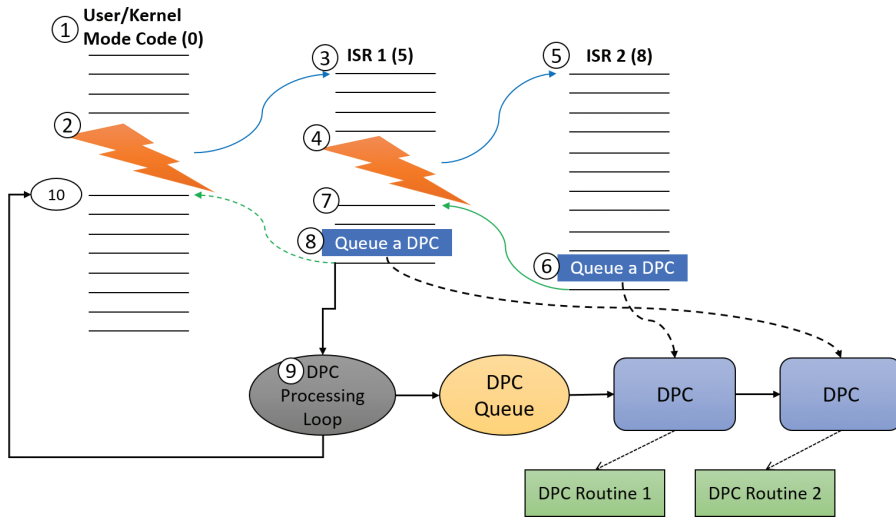 1
User/Kernel
Mode Code (0)
3
ISR 1 (5)
5
ISR 2 (8)
2
4
10
7
8
Queue a DPC
6
Queue a DPC
9
DPC
Processing
Loop
DPC
Queue
DPC
DPC
DPC Routine 1
DPC Routine 2